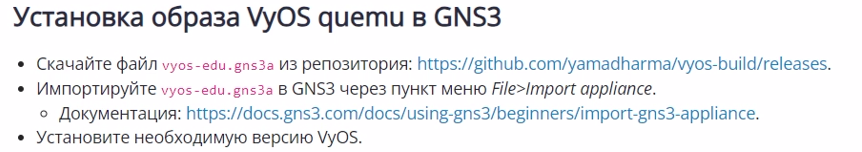 Установка образа VyOS quemu в GNS3
• Скачайте файл vyos-edu.gns3a из репозитория: https://github.com/yamadharma/vyos-build/releases.
• Импортируйте vyos-edu.gns3a в GNS3 через пункт меню File>Import appliance.
◦ Документация: https://docs.gns3.com/docs/using-gns3/beginners/import-gns3-appliance.
• Установите необходимую версию VyOS.